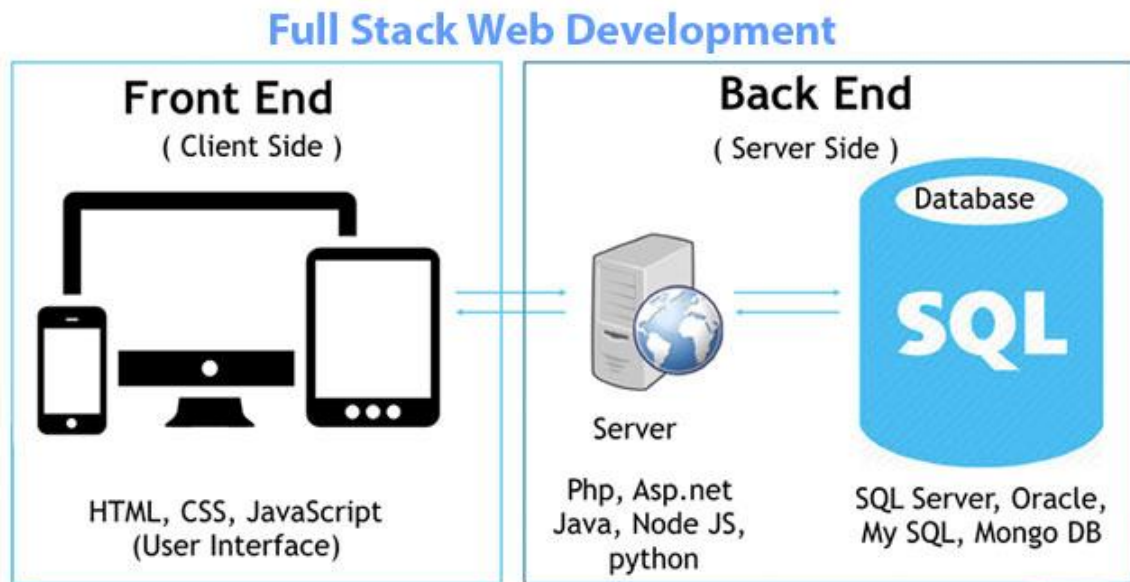 Full Stack Web Development
Front End
( Client Side )
HTML, CSS, JavaScript
(User Interface)
Back End
( Server Side )
Server
Php, Asp.net
Java, Node JS,
python
Database
SQL
SQL Server, Oracle,
My SQL, Mongo DB